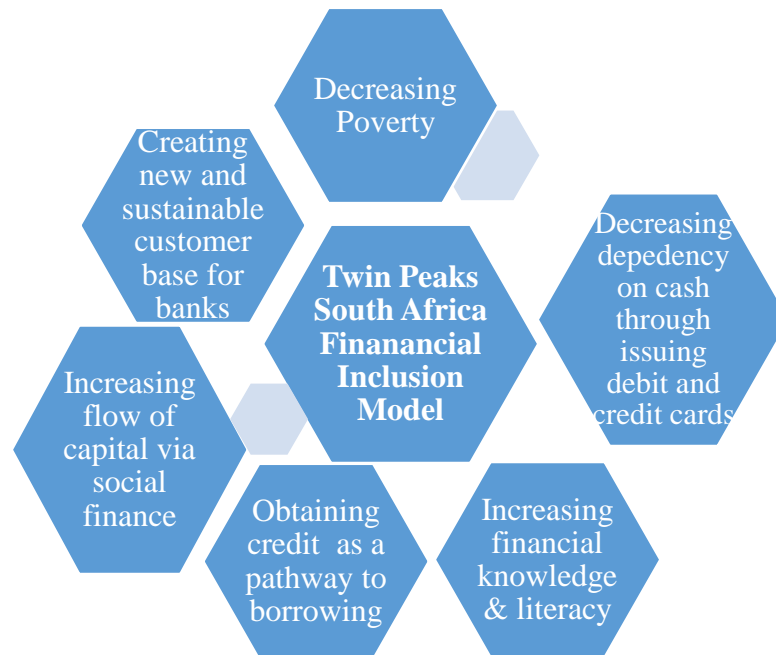 Decreasing
Poverty
Creating
new and
sustainable
customer
base for
banks
Decreasing
depedency
on cash
through
issuing
debit and
credit cards
Twin Peaks
South Africa
Finanancial
Inclusion
Model
Increasing
flow of
capital via
social
finance
Obtaining
credit as a
pathway to
borrowing
Increasing
financial
knowledge
& literacy